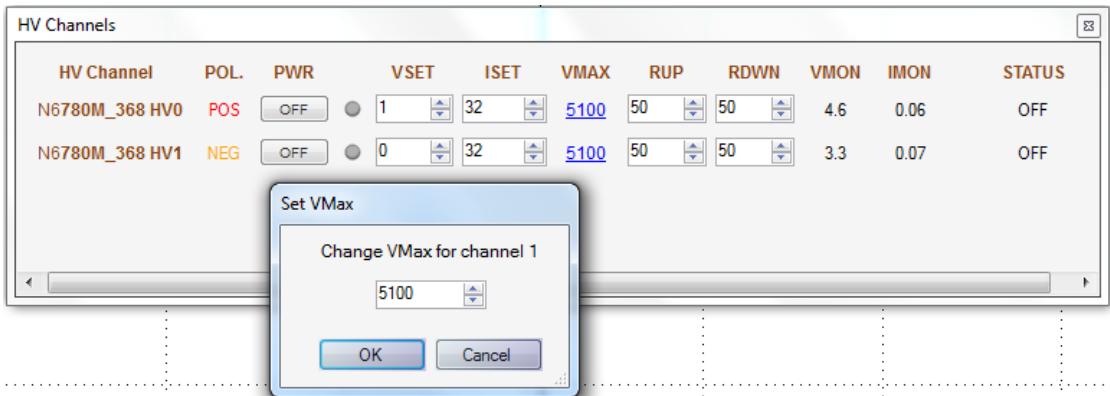 HV Channels
HV Channel POL. PWR VSET ISET VMAX RUP RDWN VMON IMON STATUS
N6780M_368 HV0 POS OFF 1 32 5100 50 50 4.6 0.06 OFF
N6780M_368 HV1 NEG OFF 0 32 5100 50 50 3.3 0.07 OFF
Set VMax
Change VMax for channel 1
5100
OK Cancel